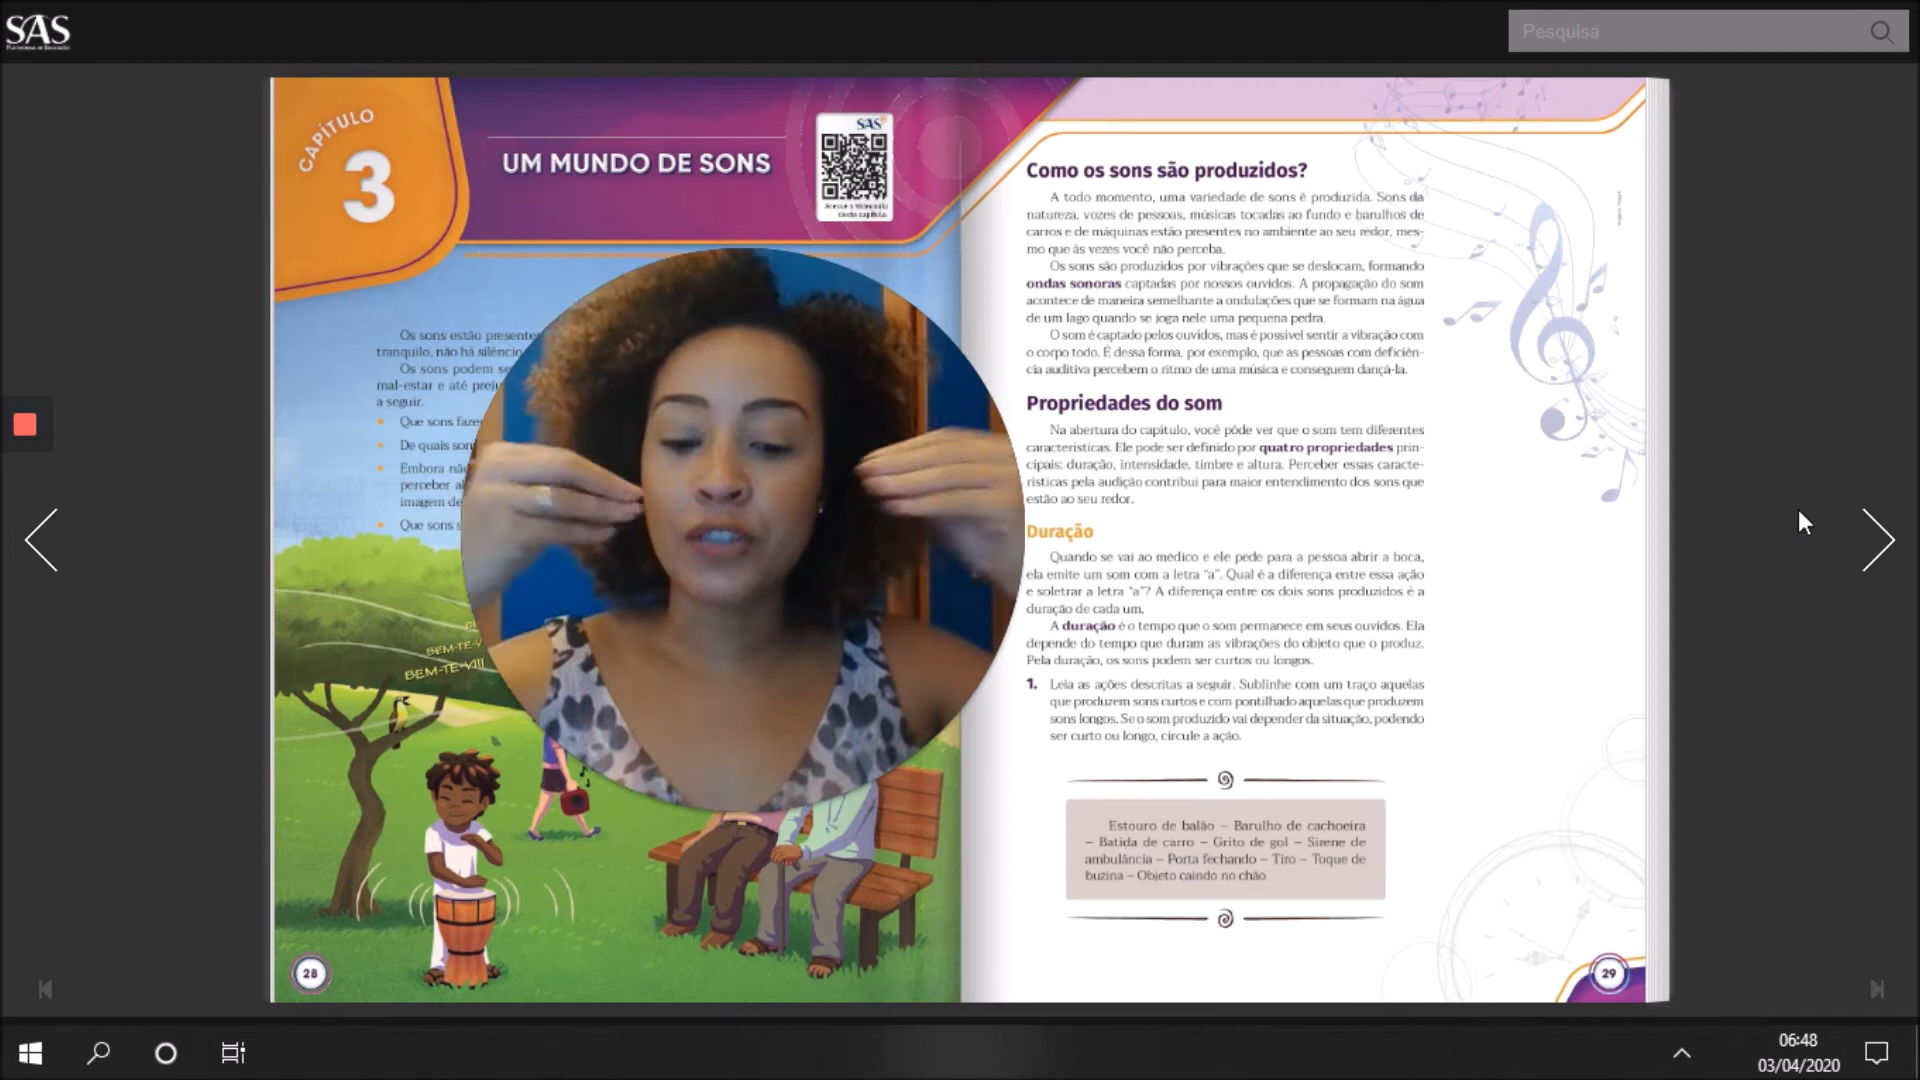 SAS
Plataforma de Educação
Pesquisa
CAPÍTULO
3
UM MUNDO DE SONS
SAS
Acesse a videoaula
deste capítulo.
Os sons estão presente
tranquilo, não há silêncio
Os sons podem se
mal-estar e até preju
a seguir.
• Que sons faze
• De quais son
• Embora nã
perceber al
imagem de
• Que sons s
BEM-TE-V
BEM-TE-VIII
28
Como os sons são produzidos?
A todo momento, uma variedade de sons é produzida. Sons da
natureza, vozes de pessoas, músicas tocadas ao fundo e barulhos de
carros e de máquinas estão presentes no ambiente ao seu redor, mes-
mo que às vezes você não perceba.
Os sons são produzidos por vibrações que se deslocam, formando
ondas sonoras captadas por nossos ouvidos. A propagação do som
acontece de maneira semelhante a ondulações que se formam na água
de um lago quando se joga nele uma pequena pedra.
O som é captado pelos ouvidos, mas é possível sentir a vibração com
o corpo todo. É dessa forma, por exemplo, que as pessoas com deficiên-
cia auditiva percebem o ritmo de uma música e conseguem dançá-la.
Propriedades do som
Na abertura do capítulo, você pôde ver que o som tem diferentes
características. Ele pode ser definido por quatro propriedades prin-
cipais: duração, intensidade, timbre e altura. Perceber essas caracte-
rísticas pela audição contribui para maior entendimento dos sons que
estão ao seu redor.
Duração
Quando se vai ao médico e ele pede para a pessoa abrir a boca,
ela emite um som com a letra "a". Qual é a diferença entre essa ação
e soletrar a letra "a"? A diferença entre os dois sons produzidos é a
duração de cada um.
A duração é o tempo que o som permanece em seus ouvidos. Ela
depende do tempo que duram as vibrações do objeto que o produz.
Pela duração, os sons podem ser curtos ou longos.
1. Leia as ações descritas a seguir. Sublinhe com um traço aquelas
que produzem sons curtos e com pontilhado aquelas que produzem
sons longos. Se o som produzido vai depender da situação, podendo
ser curto ou longo, circule a ação.
Estouro de balão – Barulho de cachoeira
– Batida de carro – Grito de gol – Sirene de
ambulância – Porta fechando – Tiro – Toque de
buzina – Objeto caindo no chão
29
06:48
03/04/2020